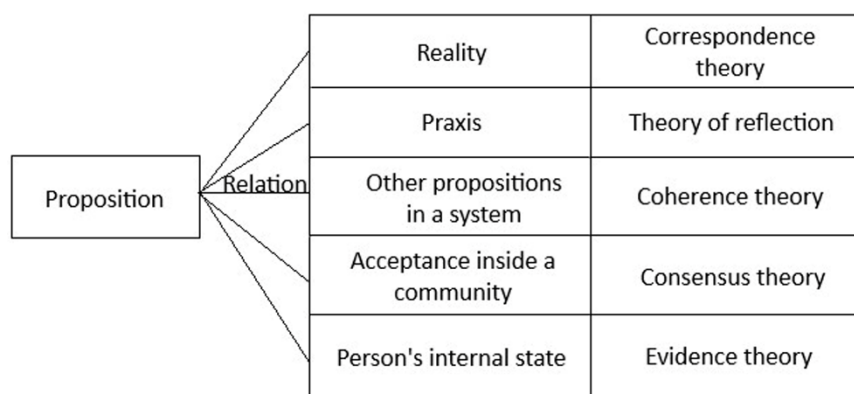 Proposition
Relation
Reality
Correspondence
theory
Praxis
Theory of reflection
Other propositions
in a system
Coherence theory
Acceptance inside a
community
Consensus theory
Person's internal state
Evidence theory